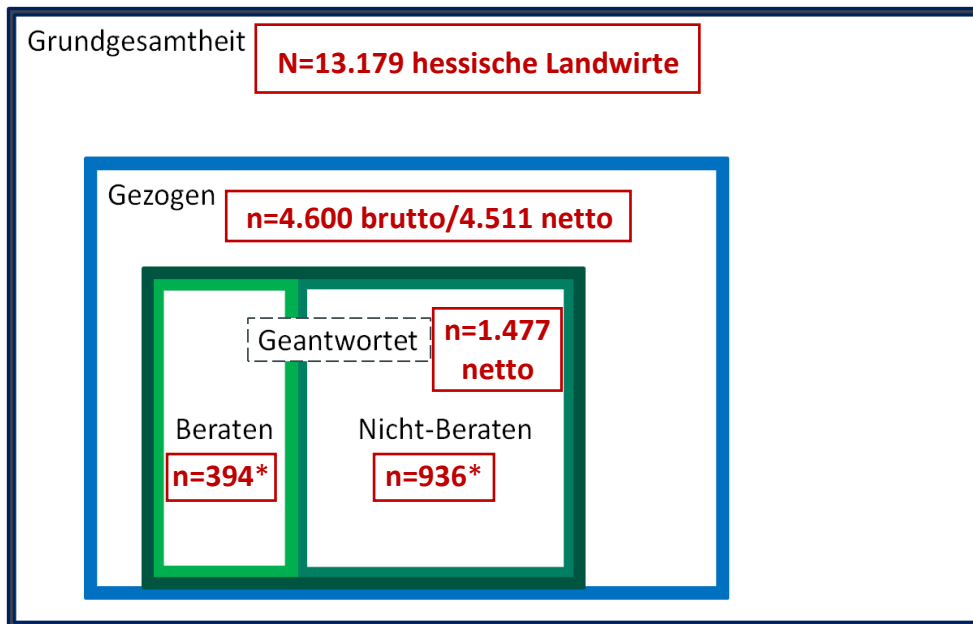 Grundgesamtheit
N=13.179 hessische Landwirte
Gezogen
n=4.600 brutto/4.511 netto
Geantwortet
n=1.477
netto
Beraten
Nicht-Beraten
n=394*
n=936*